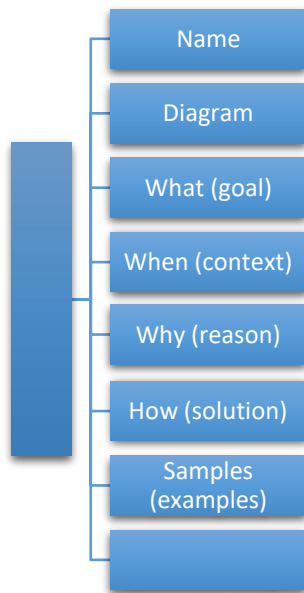 Name
Diagram
What (goal)
When (context)
Why (reason)
How (solution)
Samples
(examples)